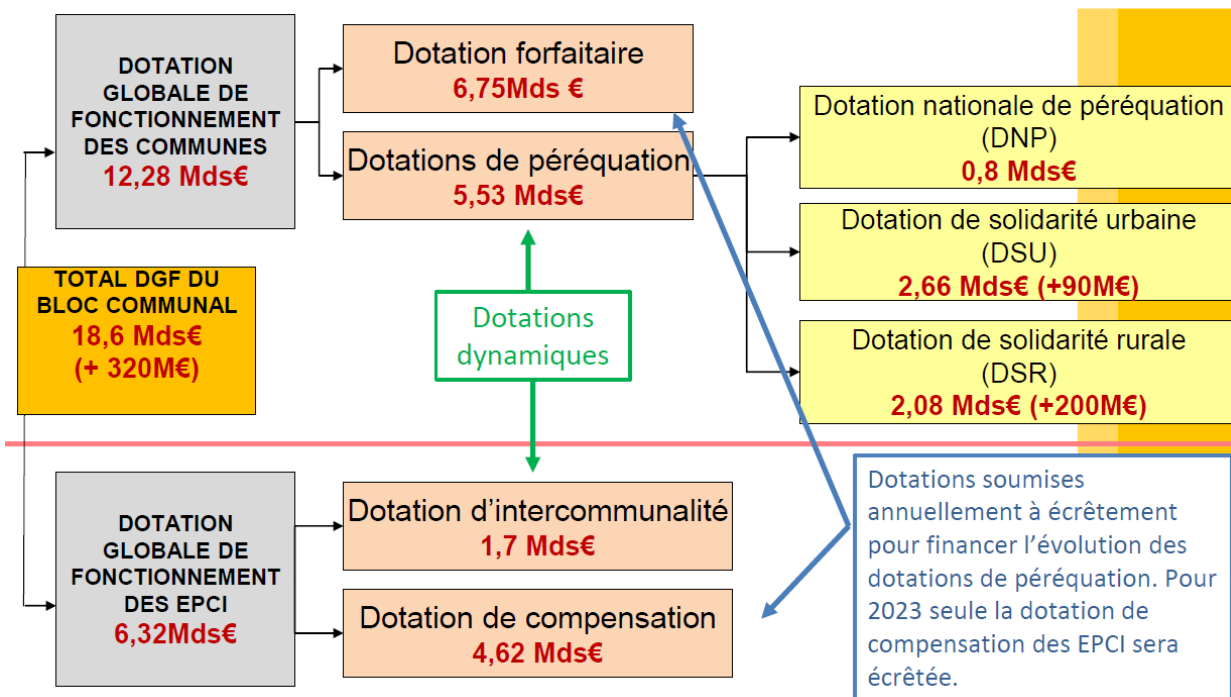 DOTATION
GLOBALE DE
FONCTIONNEMENT
DES COMMUNES
12,28 Mds€
Dotation forfaitaire
6,75Mds €
Dotations de péréquation
5,53 Mds€
Dotation nationale de péréquation
(DNP)
0,8 Mds€
Dotation de solidarité urbaine
(DSU)
2,66 Mds€ (+90M€)
Dotation de solidarité rurale
(DSR)
2,08 Mds€ (+200M€)
TOTAL DGF DU
BLOC COMMUNAL
18,6 Mds€
(+ 320M€)
Dotations
dynamiques
DOTATION
GLOBALE DE
FONCTIONNEMENT
DES EPCI
6,32Mds€
Dotation d’intercommunalité
1,7 Mds€
Dotation de compensation
4,62 Mds€
Dotations soumises
annuellement à écrêtement
pour financer l’évolution des
dotations de péréquation. Pour
2023 seule la dotation de
compensation des EPCI sera
écrêtée.